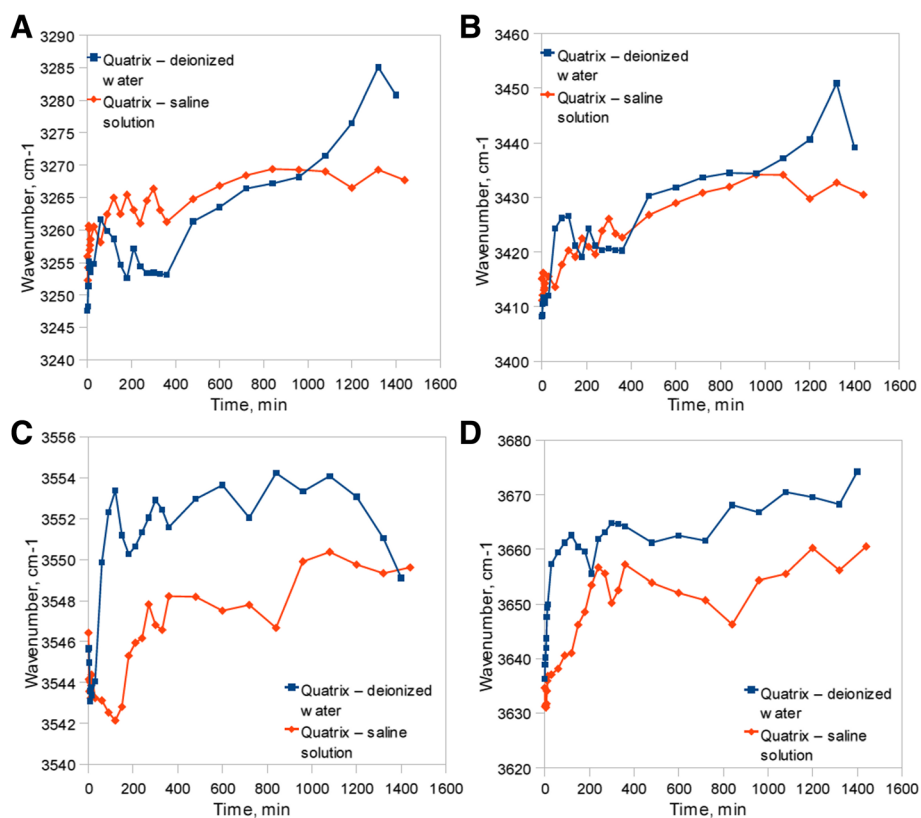 A
3290
3285
3280
3275
3270
3265
3260
3255
3250
3245
3240
Wavenumber, cm-1
Quatrix – deionized
water
Quatrix – saline
solution
0 200 400 600 800 1000 1200 1400 1600
Time, min
B
3460
3450
3440
3430
3420
3410
3400
Wavenumber, cm-1
Quatrix – deionized
water
Quatrix – saline
solution
0 200 400 600 800 1000 1200 1400 1600
Time, min
C
3556
3554
3552
3550
3548
3546
3544
3542
3540
Wavenumber, cm-1
Quatrix – deionized
water
Quatrix – saline
solution
0 200 400 600 800 1000 1200 1400 1600
Time, min
D
3680
3670
3660
3650
3640
3630
3620
Wavenumber, cm-1
Quatrix – deionized
water
Quatrix – saline
solution
0 200 400 600 800 1000 1200 1400 1600
Time, min